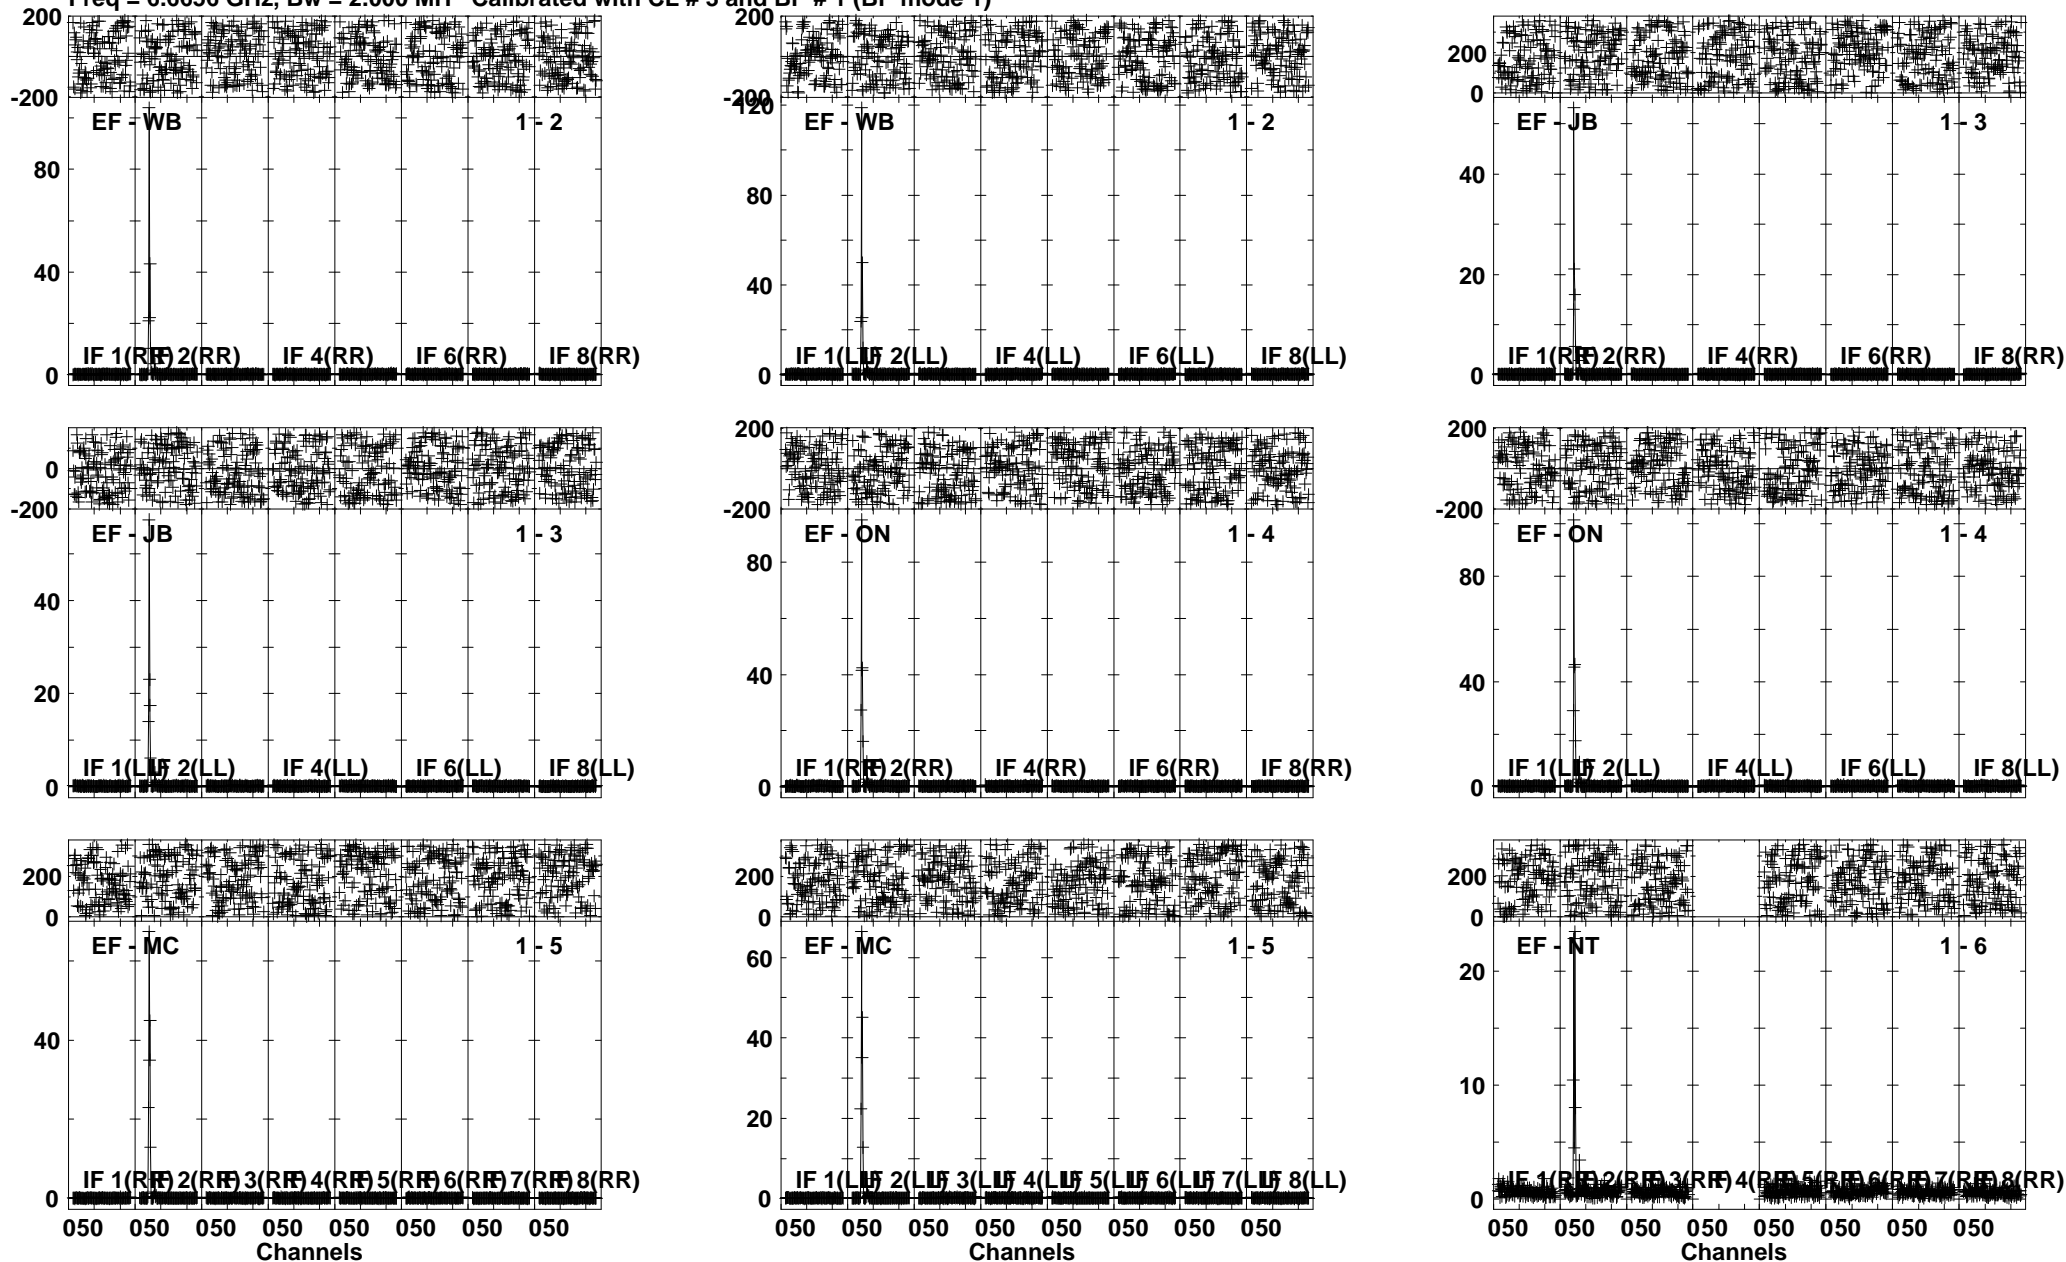 Calibrated with CL # 3 and BP # 1 (BP mode 1)
200
-200
EF - WB 1 - 2
80
40
0
IF 1(RR) IF 2(RR) IF 4(RR) IF 6(RR) IF 8(RR)
200
-200
120
EF - WB 1 - 2
80
40
0
IF 1(LL) IF 2(LL) IF 4(LL) IF 6(LL) IF 8(LL)
200
0
EF - JB 1 - 3
40
20
0
IF 1(RR) IF 2(RR) IF 4(RR) IF 6(RR) IF 8(RR)
0
-200
EF - JB 1 - 3
40
20
0
IF 1(LL) IF 2(LL) IF 4(LL) IF 6(LL) IF 8(LL)
200
-200
EF - ON 1 - 4
80
40
0
IF 1(RR) IF 2(RR) IF 4(RR) IF 6(RR) IF 8(RR)
200
-200
EF - ON 1 - 4
80
40
0
IF 1(LL) IF 2(LL) IF 4(LL) IF 6(LL) IF 8(LL)
200
0
EF - MC 1 - 5
40
0
IF 1(RR) IF 2(RR) IF 3(RR) IF 4(RR) IF 5(RR) IF 6(RR) IF 7(RR) IF 8(RR)
050 050 050 050 050 050 050 050
Channels
200
0
EF - MC 1 - 5
60
40
20
0
IF 1(LL) IF 2(LL) IF 3(LL) IF 4(LL) IF 5(LL) IF 6(LL) IF 7(LL) IF 8(LL)
050 050 050 050 050 050 050 050
Channels
200
0
EF - NT 1 - 6
20
10
0
IF 1(RR) IF 2(RR) IF 3(RR) IF 4(RR) IF 5(RR) IF 6(RR) IF 7(RR) IF 8(RR)
050 050 050 050 050 050 050 050
Channels